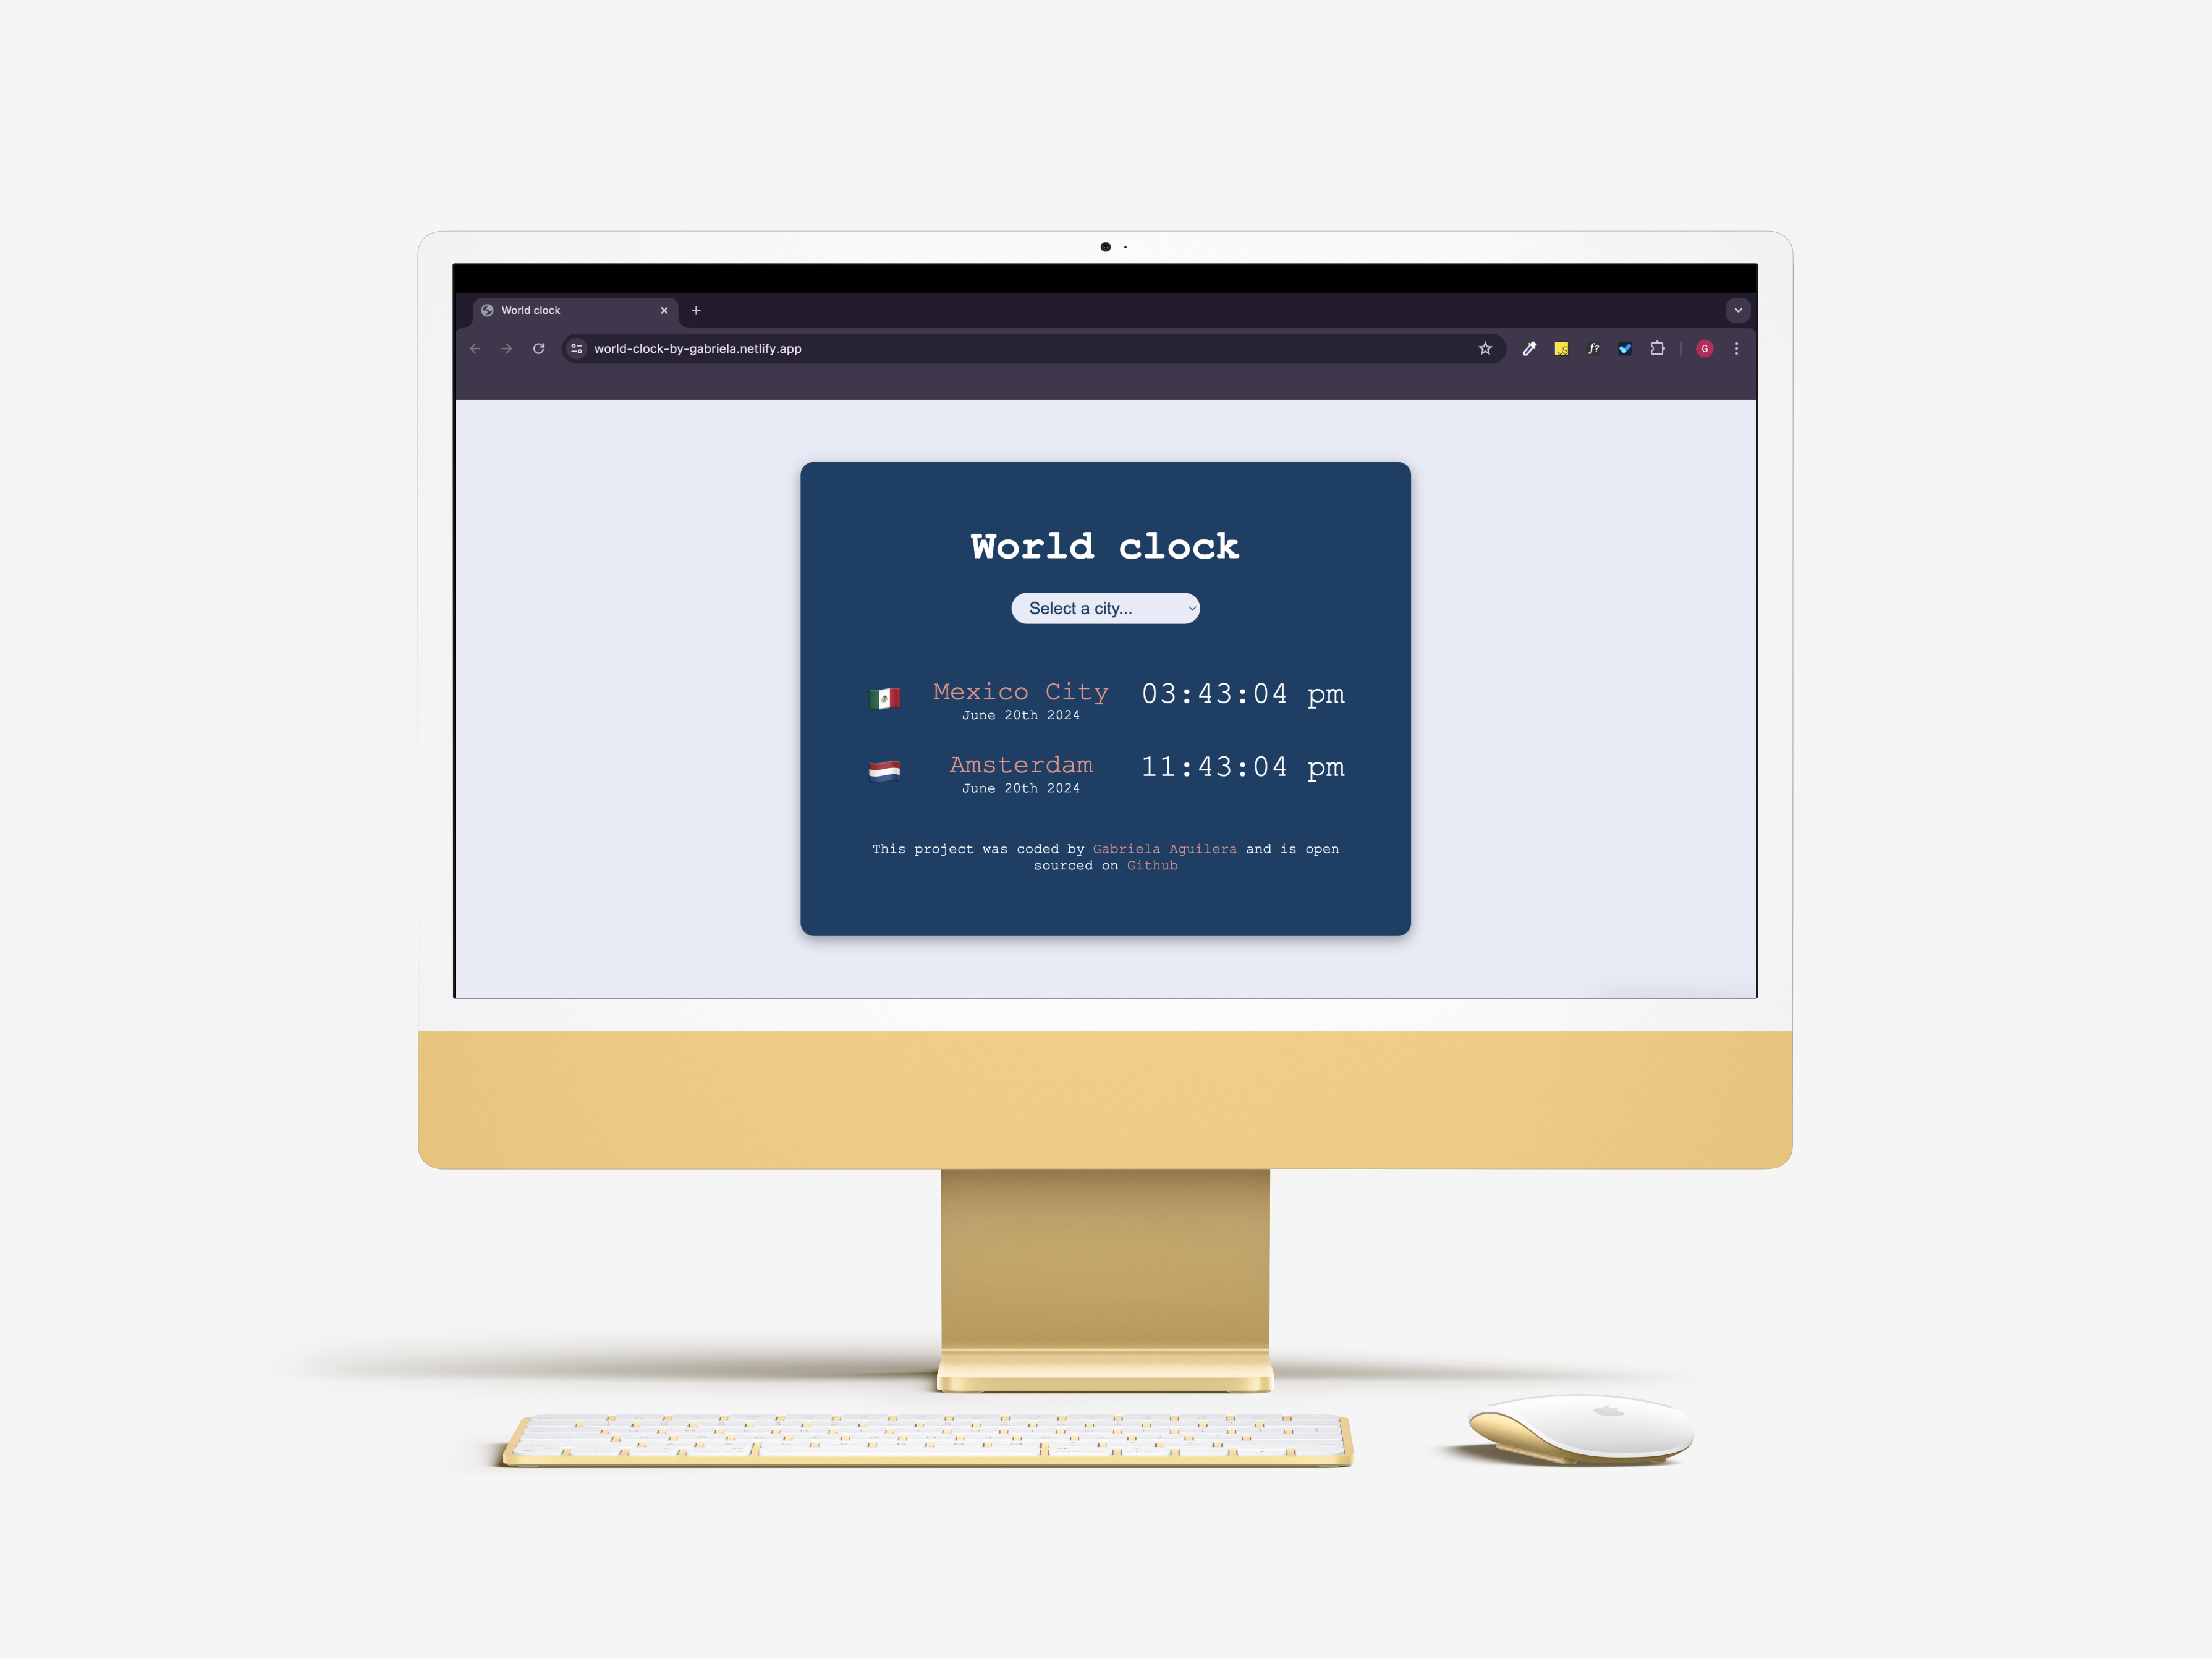 World clock
world-clock-by-gabriela.netlify.app
JS
f?
G
World clock
Select a city...
Mexico City 03:43:04 pm
June 20th 2024
Amsterdam 11:43:04 pm
June 20th 2024
This project was coded by Gabriela Aguilera and is open
sourced on Github